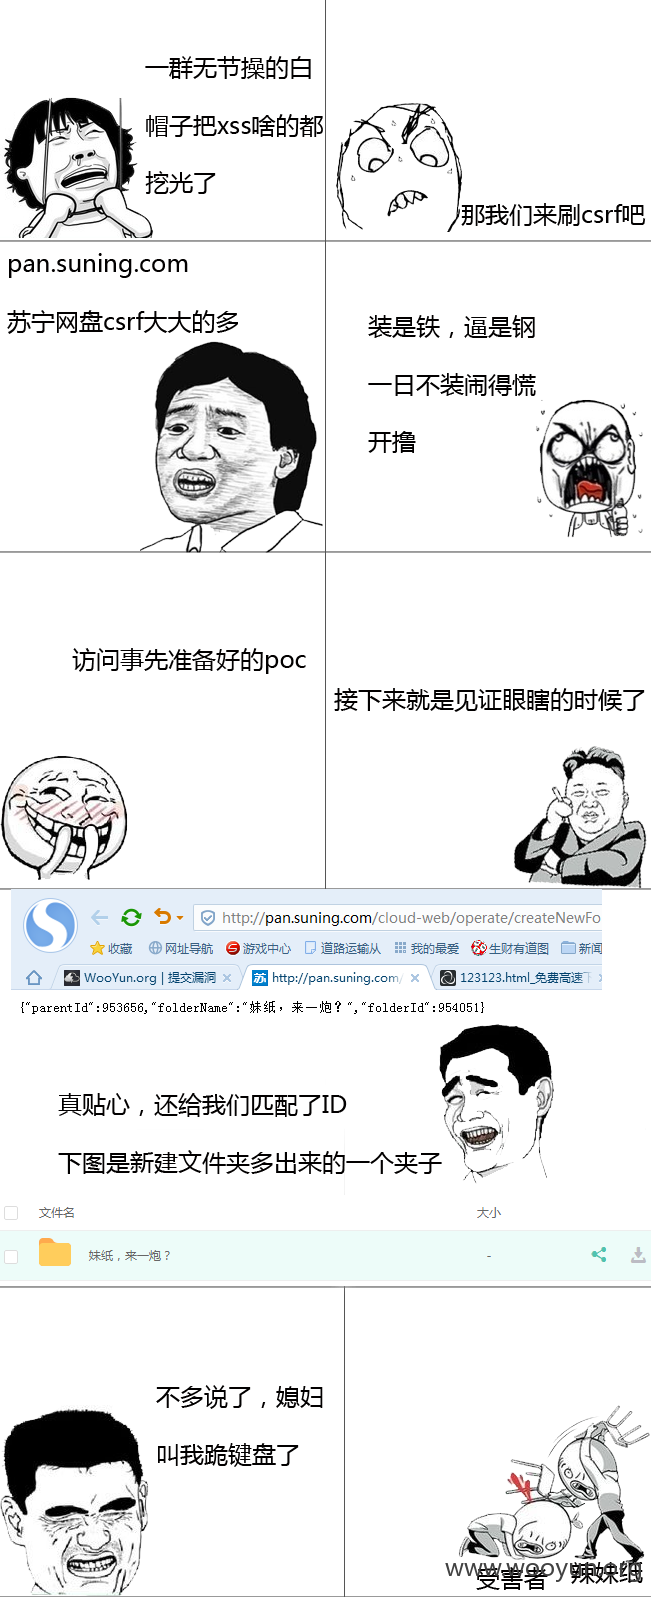 一群无节操的白
帽子把xss啥的都
挖光了
那我们来刷csrf吧
pan.suning.com
苏宁网盘csrf大大的多
装是铁，逼是钢
一日不装闹得慌
开撸
访问事先准备好的poc
接下来就是见证眼瞎的时候了
http://pan.suning.com/cloud-web/operate/createNewFo
收藏 网址导航 游戏中心 道路运输从 我的最爱 生财有道图 新闻
WooYun.org | 提交漏洞 http://pan.suning.com/ 123123.html_免费高速下
{"parentId":953656,"folderName":"妹纸，来一炮？","folderId":954051}
真贴心，还给我们匹配了ID
下图是新建文件夹多出来的一个夹子
文件名 大小
妹纸，来一炮？ -
不多说了，媳妇
叫我跪键盘了
www.wooyun.org
受害者 辣妹纸